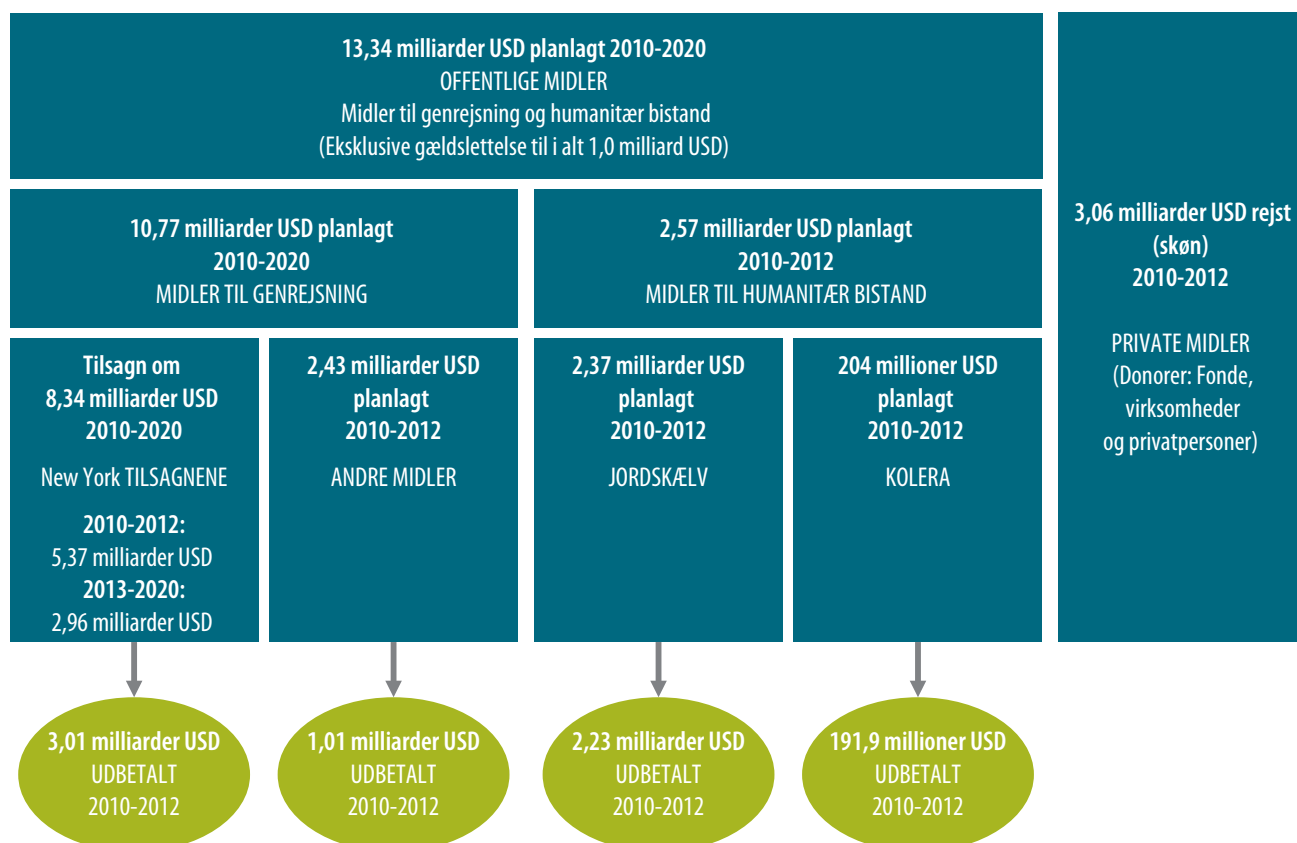 13,34 milliarder USD planlagt 2010-2020
OFFENTLIGE MIDLER
Midler til genrejsning og humanitær bistand
(Eksklusive gældslettelse til i alt 1,0 milliard USD)
10,77 milliarder USD planlagt
2010-2020
MIDLER TIL GENREJSNING
2,57 milliarder USD planlagt
2010-2012
MIDLER TIL HUMANITÆR BISTAND
3,06 milliarder USD rejst
(skøn)
2010-2012
PRIVATE MIDLER
(Donorer: Fonde,
virksomheder
og privatpersoner)
Tilsagn om
8,34 milliarder USD
2010-2020
New York TILSAGNENE
2010-2012:
5,37 milliarder USD
2013-2020:
2,96 milliarder USD
2,43 milliarder USD
planlagt
2010-2012
ANDRE MIDLER
2,37 milliarder USD
planlagt
2010-2012
JORDSKÆLV
204 millioner USD
planlagt
2010-2012
KOLERA
3,01 milliarder USD
UDBETALT
2010-2012
1,01 milliarder USD
UDBETALT
2010-2012
2,23 milliarder USD
UDBETALT
2010-2012
191,9 millioner USD
UDBETALT
2010-2012